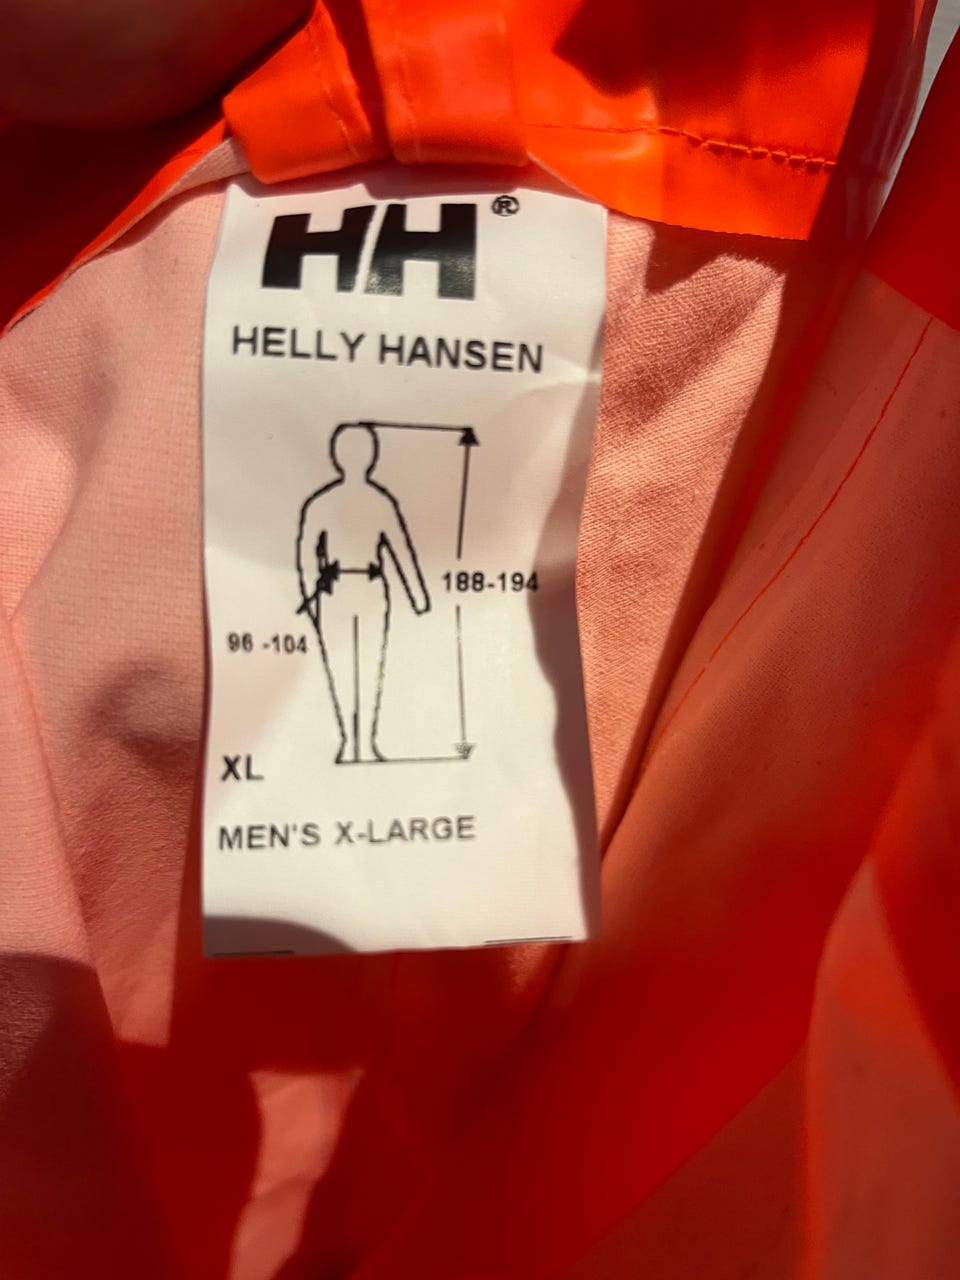 HH®
HELLY HANSEN
188-194
96 -104
XL
MEN'S X-LARGE